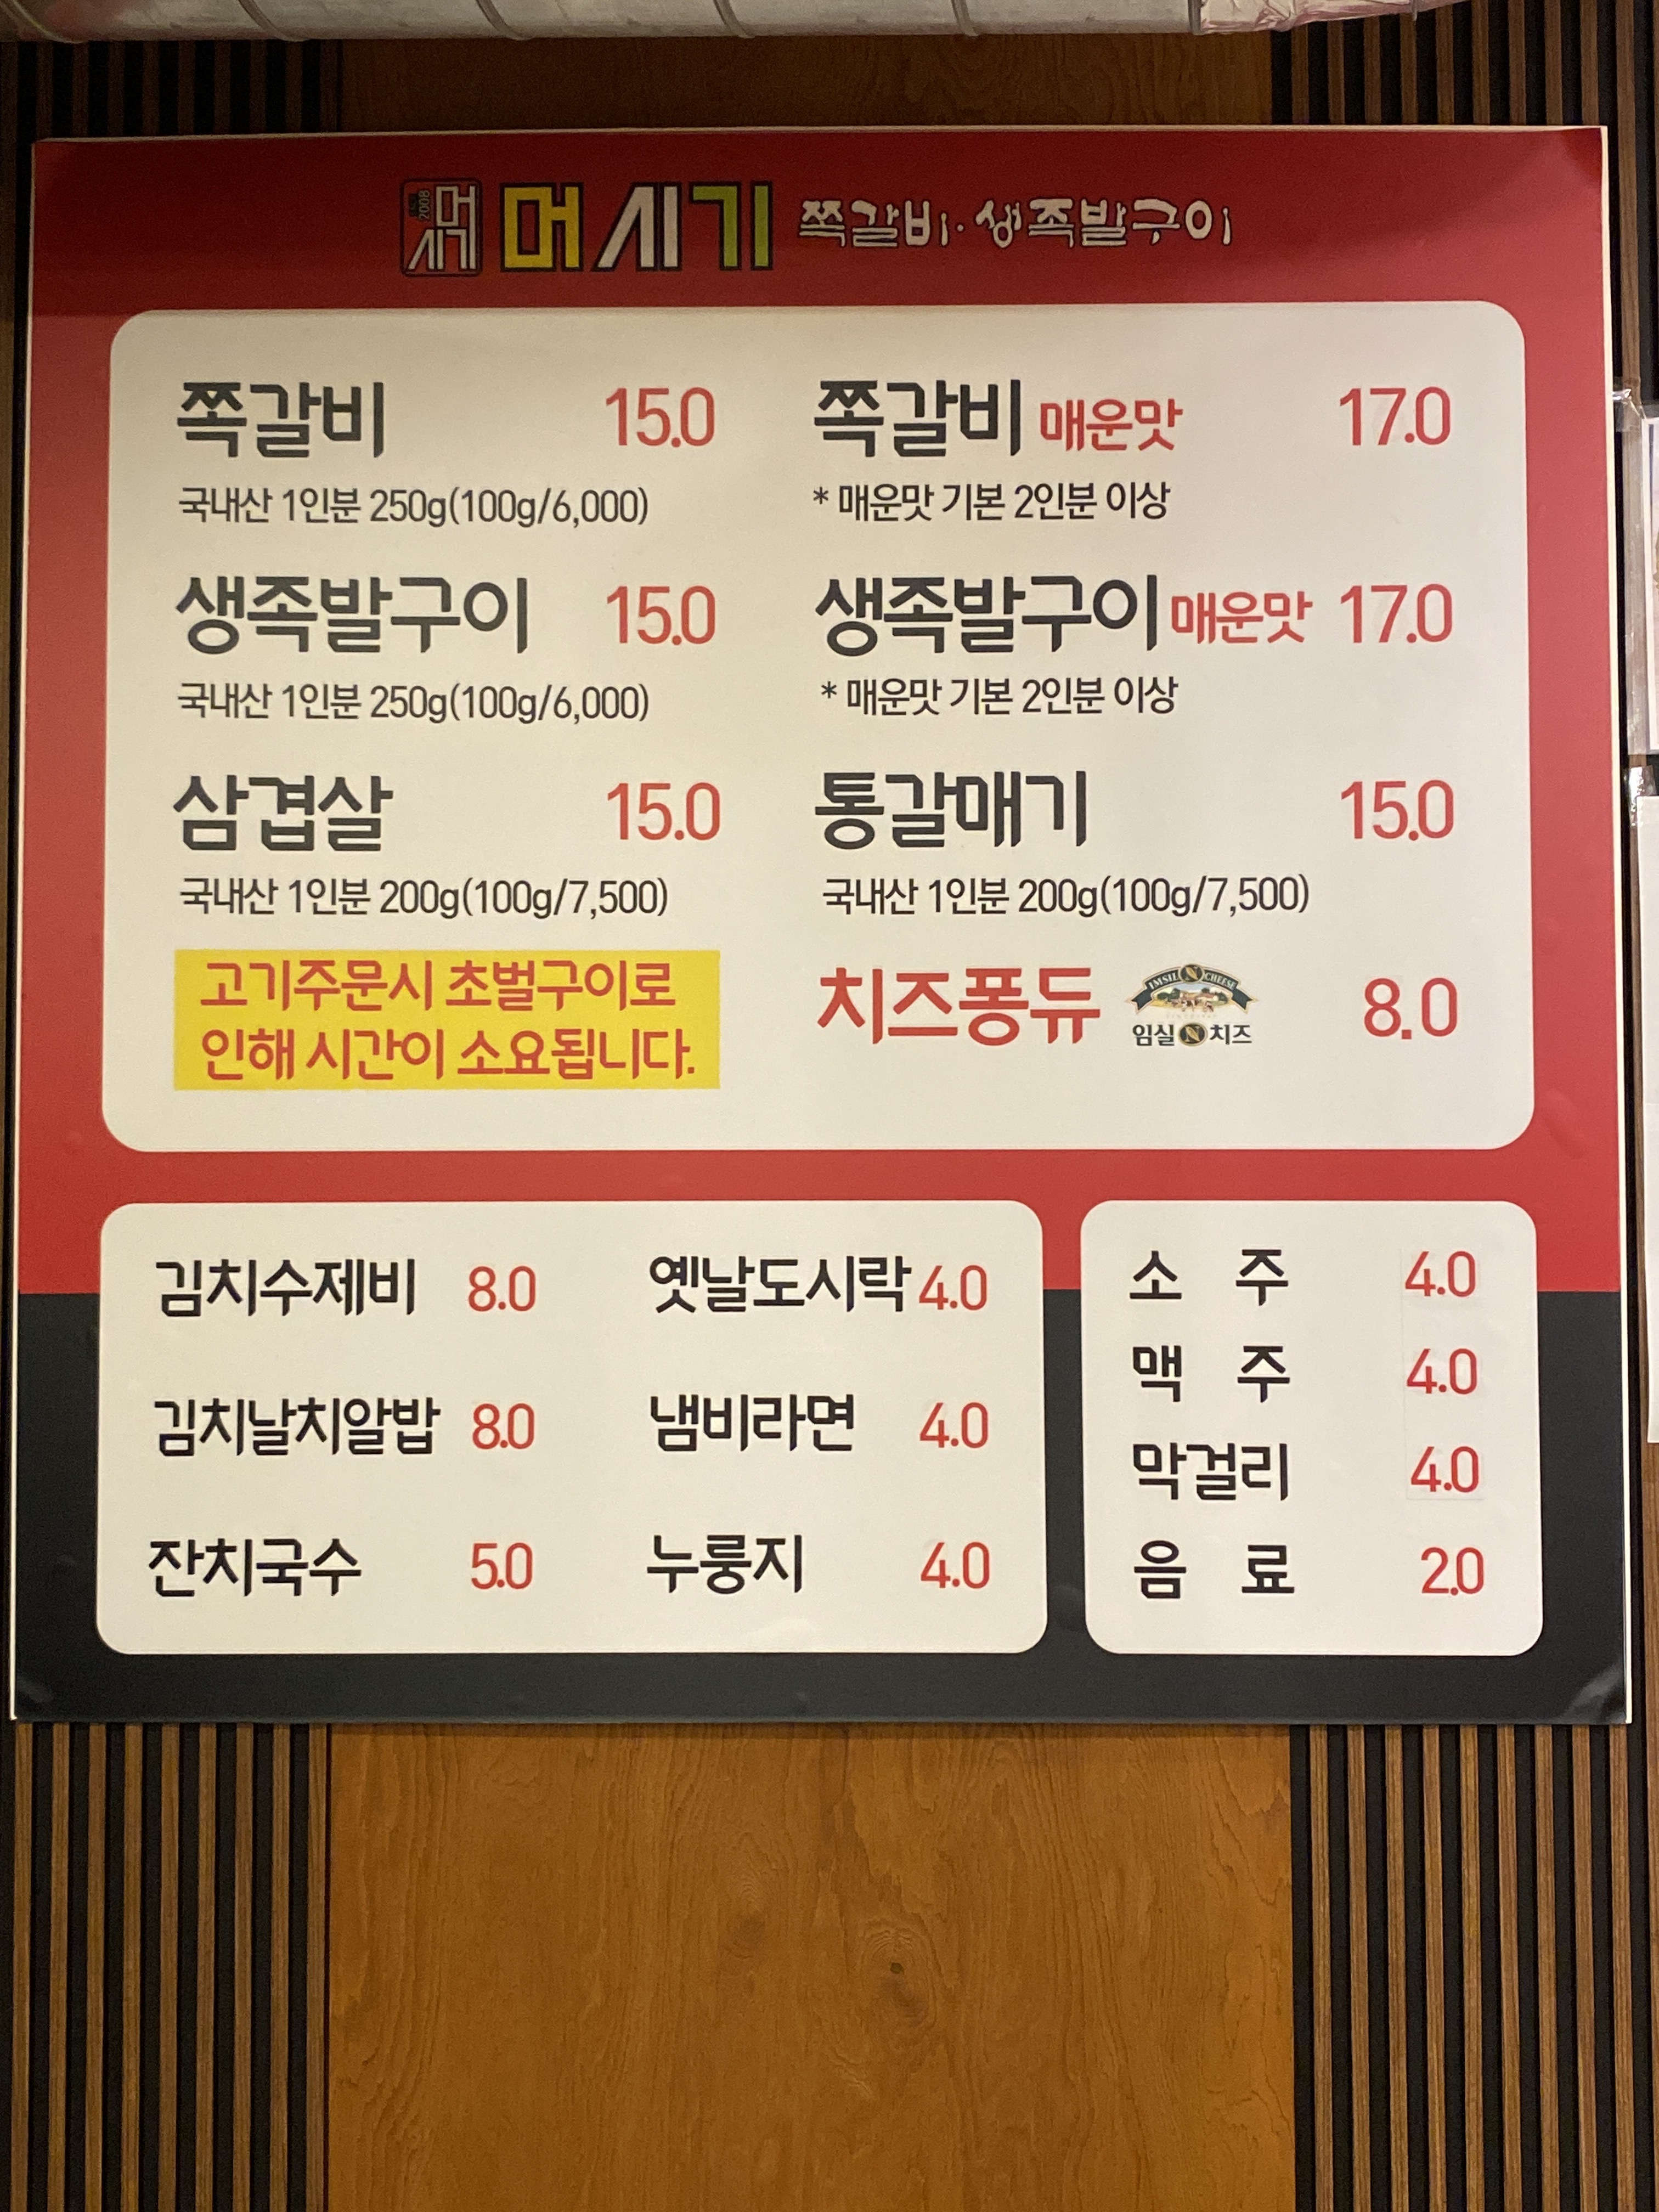 2008 머시기
머시기 쪽갈비·생족발구이
쪽갈비 15.0
국내산 1인분 250g(100g/6,000)
생족발구이 15.0
국내산 1인분 250g(100g/6,000)
삼겹살 15.0
국내산 1인분 200g(100g/7,500)
고기주문시 초벌구이로
인해 시간이 소요됩니다.
쪽갈비 매운맛 17.0
* 매운맛 기본 2인분 이상
생족발구이 매운맛 17.0
* 매운맛 기본 2인분 이상
통갈매기 15.0
국내산 1인분 200g(100g/7,500)
치즈퐁듀 8.0
IMSIL N CHEESE
임실 N 치즈
김치수제비 8.0
김치날치알밥 8.0
잔치국수 5.0
옛날도시락 4.0
냄비라면 4.0
누룽지 4.0
소 주 4.0
맥 주 4.0
막걸리 4.0
음 료 2.0